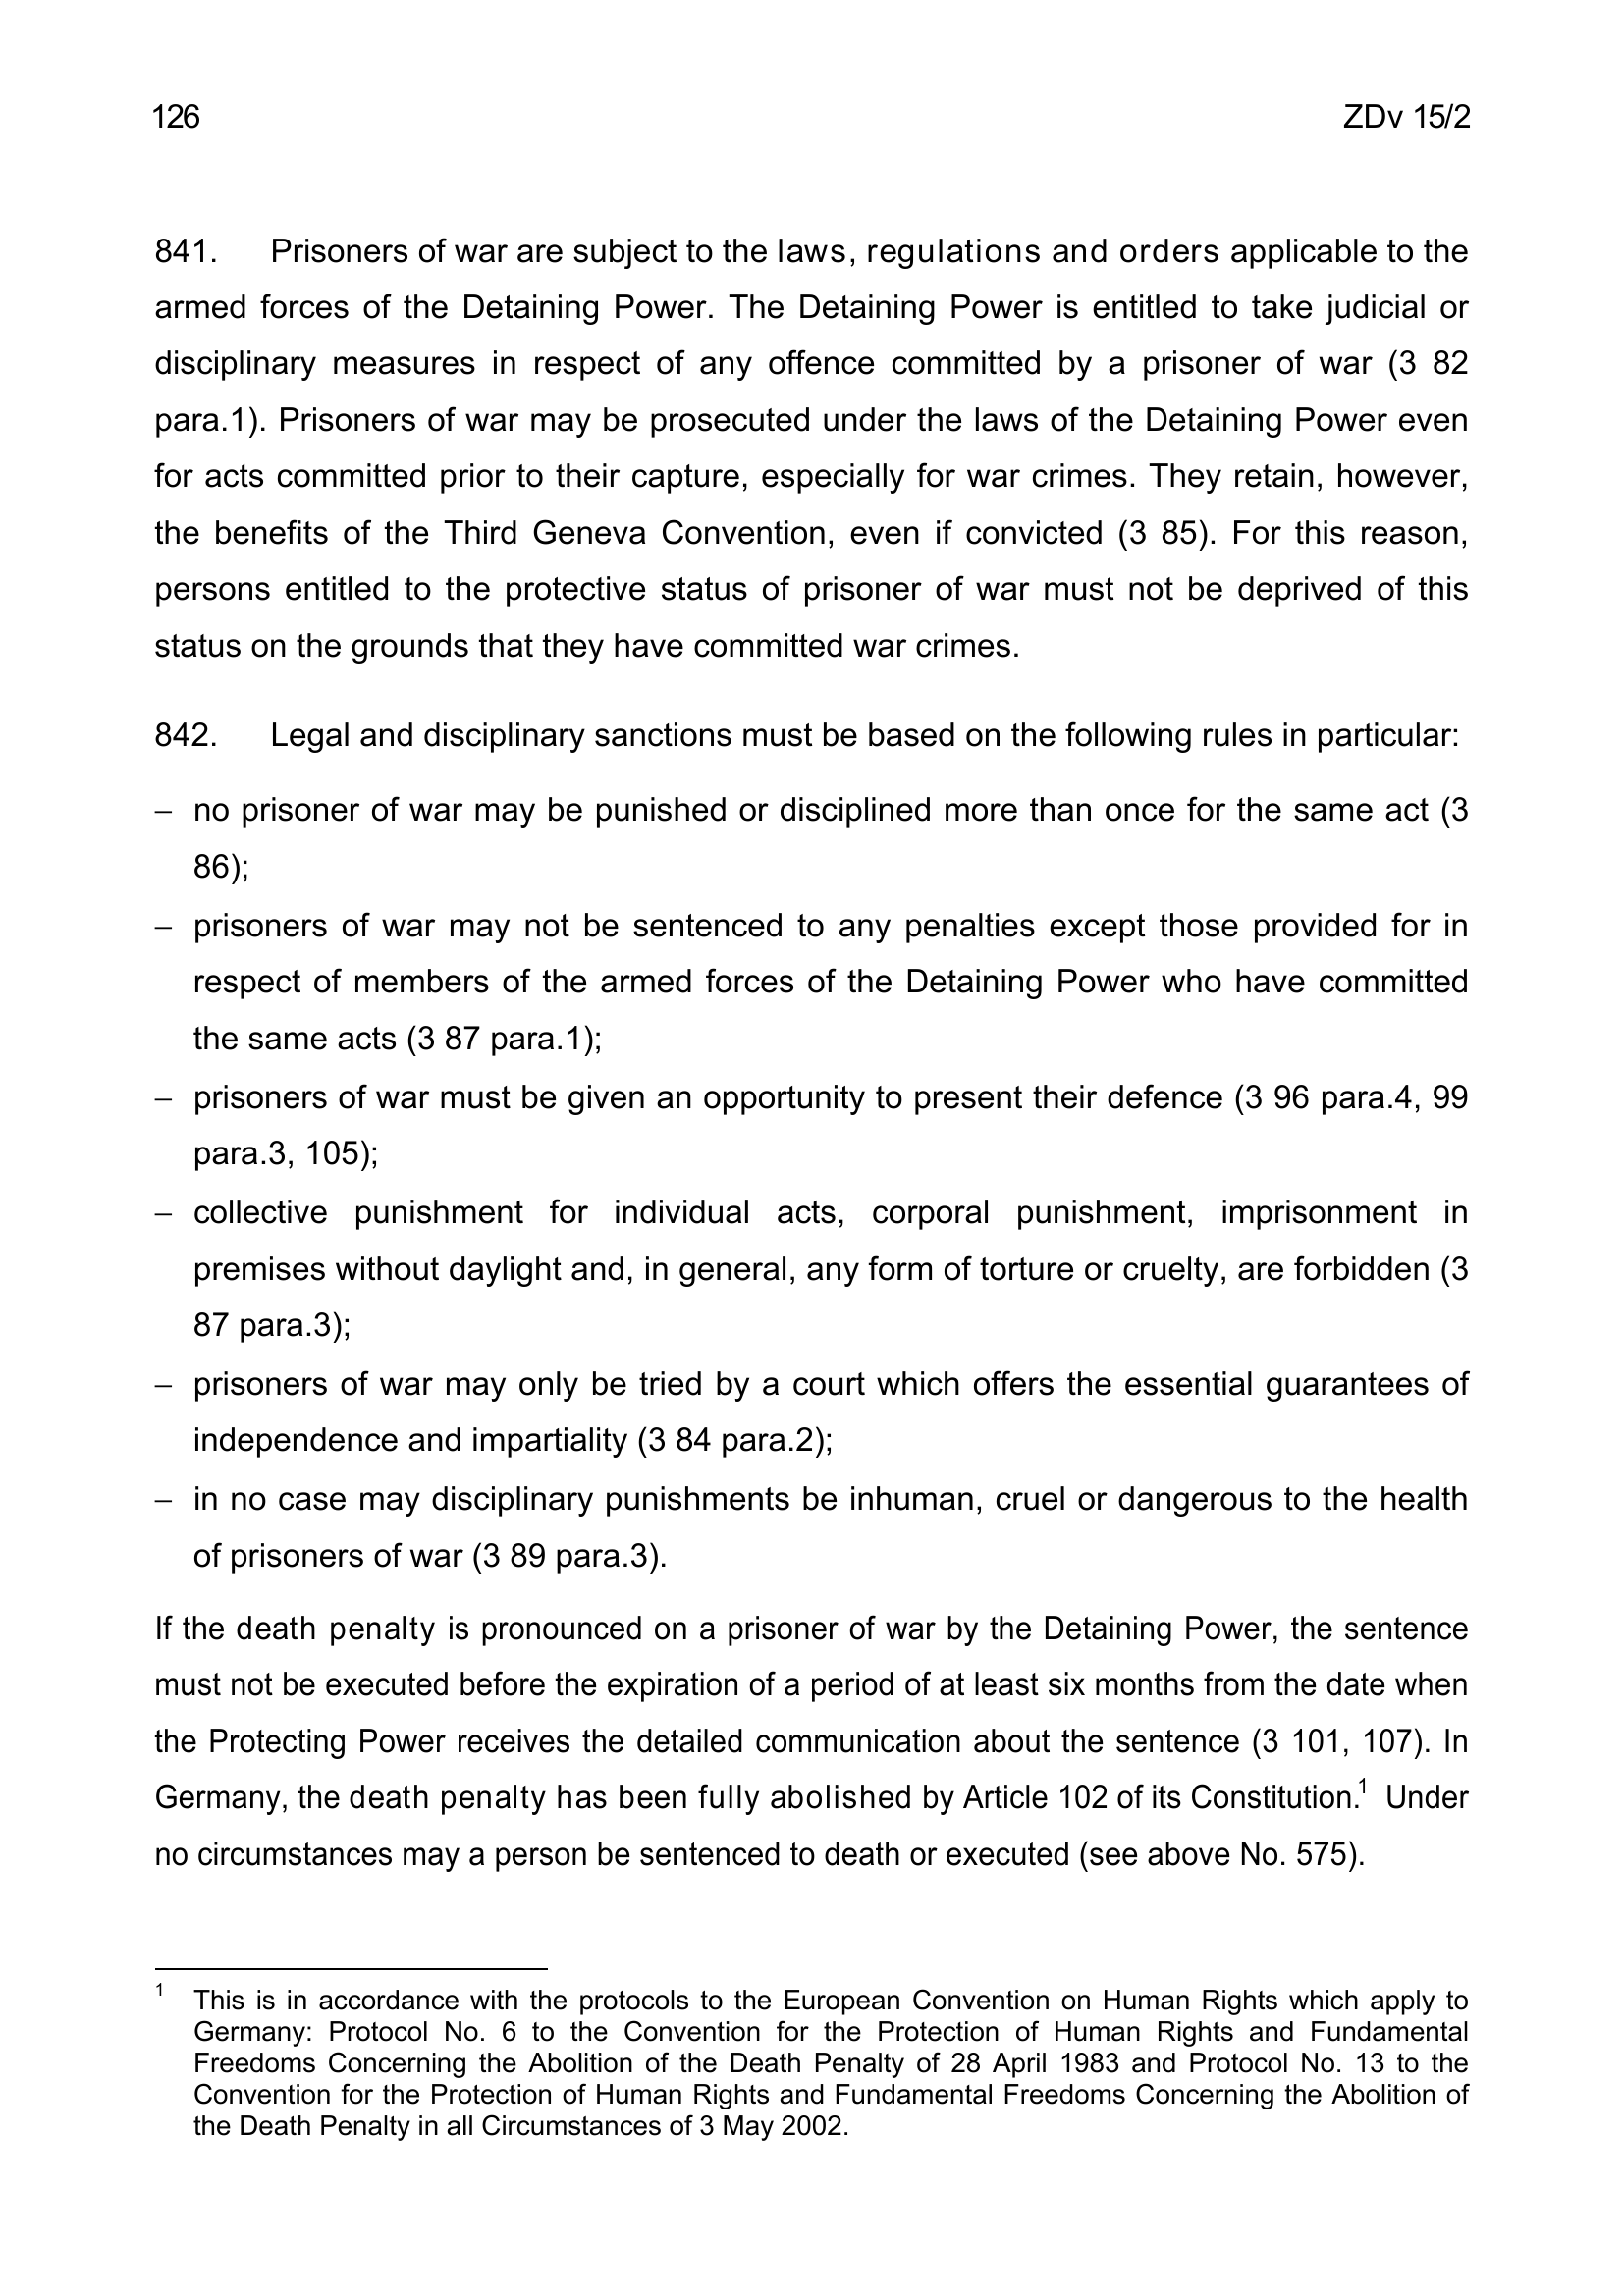 126
ZDv 15/2
841. Prisoners of war are subject to the laws, regulations and orders applicable to the
armed forces of the Detaining Power. The Detaining Power is entitled to take judicial or
disciplinary measures in respect of any offence committed by a prisoner of war (3 82
para.1). Prisoners of war may be prosecuted under the laws of the Detaining Power even
for acts committed prior to their capture, especially for war crimes. They retain, however,
the benefits of the Third Geneva Convention, even if convicted (3 85). For this reason,
persons entitled to the protective status of prisoner of war must not be deprived of this
status on the grounds that they have committed war crimes.
842. Legal and disciplinary sanctions must be based on the following rules in particular:
– no prisoner of war may be punished or disciplined more than once for the same act (3
86);
– prisoners of war may not be sentenced to any penalties except those provided for in
respect of members of the armed forces of the Detaining Power who have committed
the same acts (3 87 para.1);
– prisoners of war must be given an opportunity to present their defence (3 96 para.4, 99
para.3, 105);
– collective punishment for individual acts, corporal punishment, imprisonment in
premises without daylight and, in general, any form of torture or cruelty, are forbidden (3
87 para.3);
– prisoners of war may only be tried by a court which offers the essential guarantees of
independence and impartiality (3 84 para.2);
– in no case may disciplinary punishments be inhuman, cruel or dangerous to the health
of prisoners of war (3 89 para.3).
If the death penalty is pronounced on a prisoner of war by the Detaining Power, the sentence
must not be executed before the expiration of a period of at least six months from the date when
the Protecting Power receives the detailed communication about the sentence (3 101, 107). In
Germany, the death penalty has been fully abolished by Article 102 of its Constitution.1 Under
no circumstances may a person be sentenced to death or executed (see above No. 575).
1 This is in accordance with the protocols to the European Convention on Human Rights which apply to
Germany: Protocol No. 6 to the Convention for the Protection of Human Rights and Fundamental
Freedoms Concerning the Abolition of the Death Penalty of 28 April 1983 and Protocol No. 13 to the
Convention for the Protection of Human Rights and Fundamental Freedoms Concerning the Abolition of
the Death Penalty in all Circumstances of 3 May 2002.